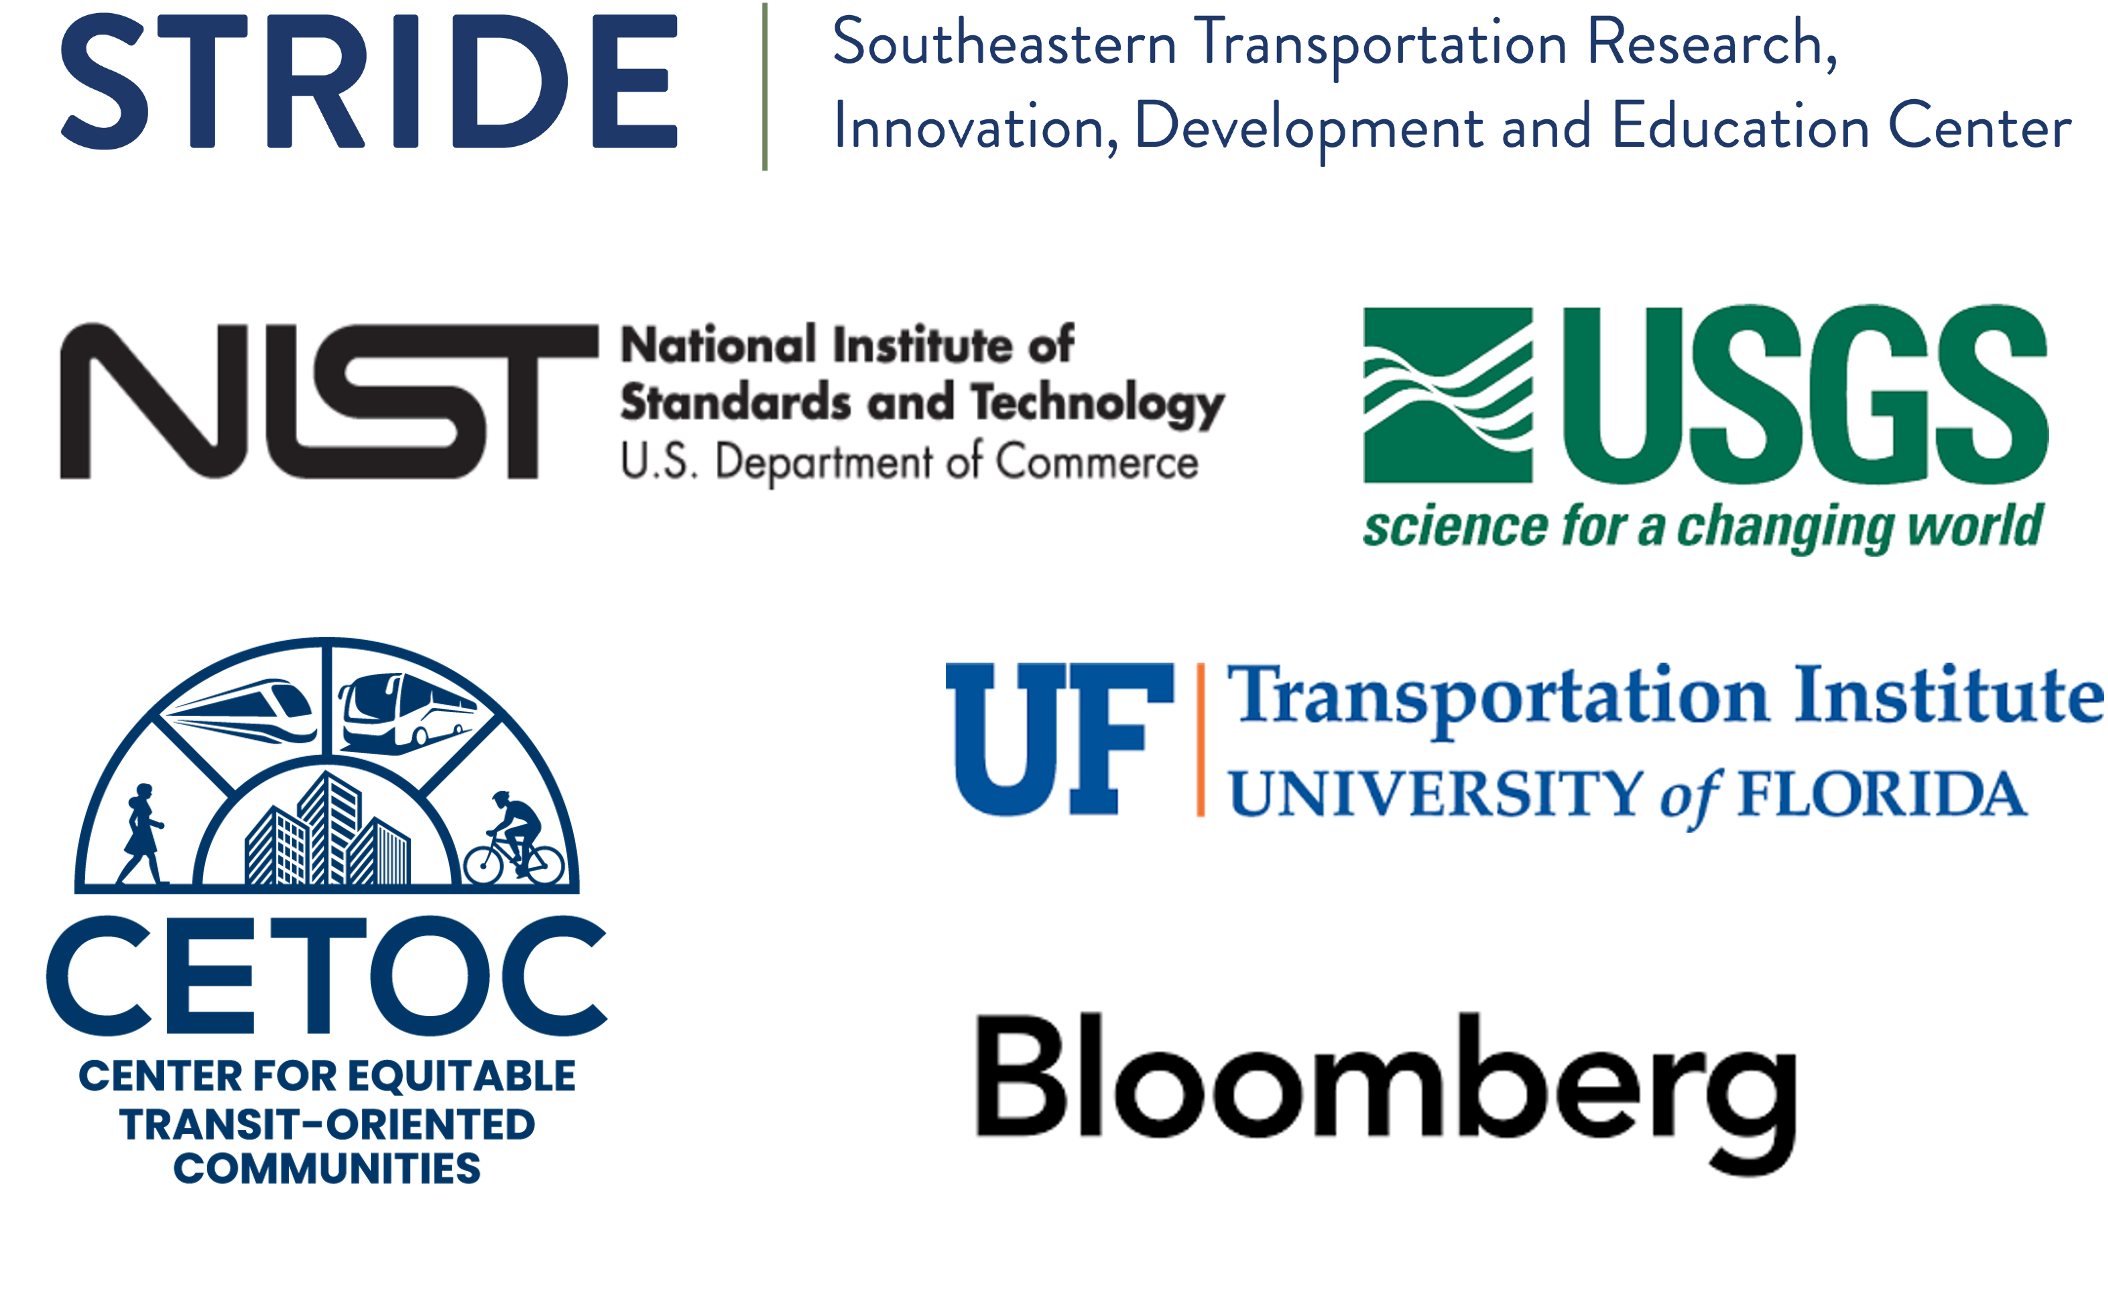 STRIDE
Southeastern Transportation Research,
Innovation, Development and Education Center
NIST
National Institute of
Standards and Technology
U.S. Department of Commerce
USGS
science for a changing world
CETOC
CENTER FOR EQUITABLE
TRANSIT-ORIENTED
COMMUNITIES
UF
Transportation Institute
UNIVERSITY of FLORIDA
Bloomberg